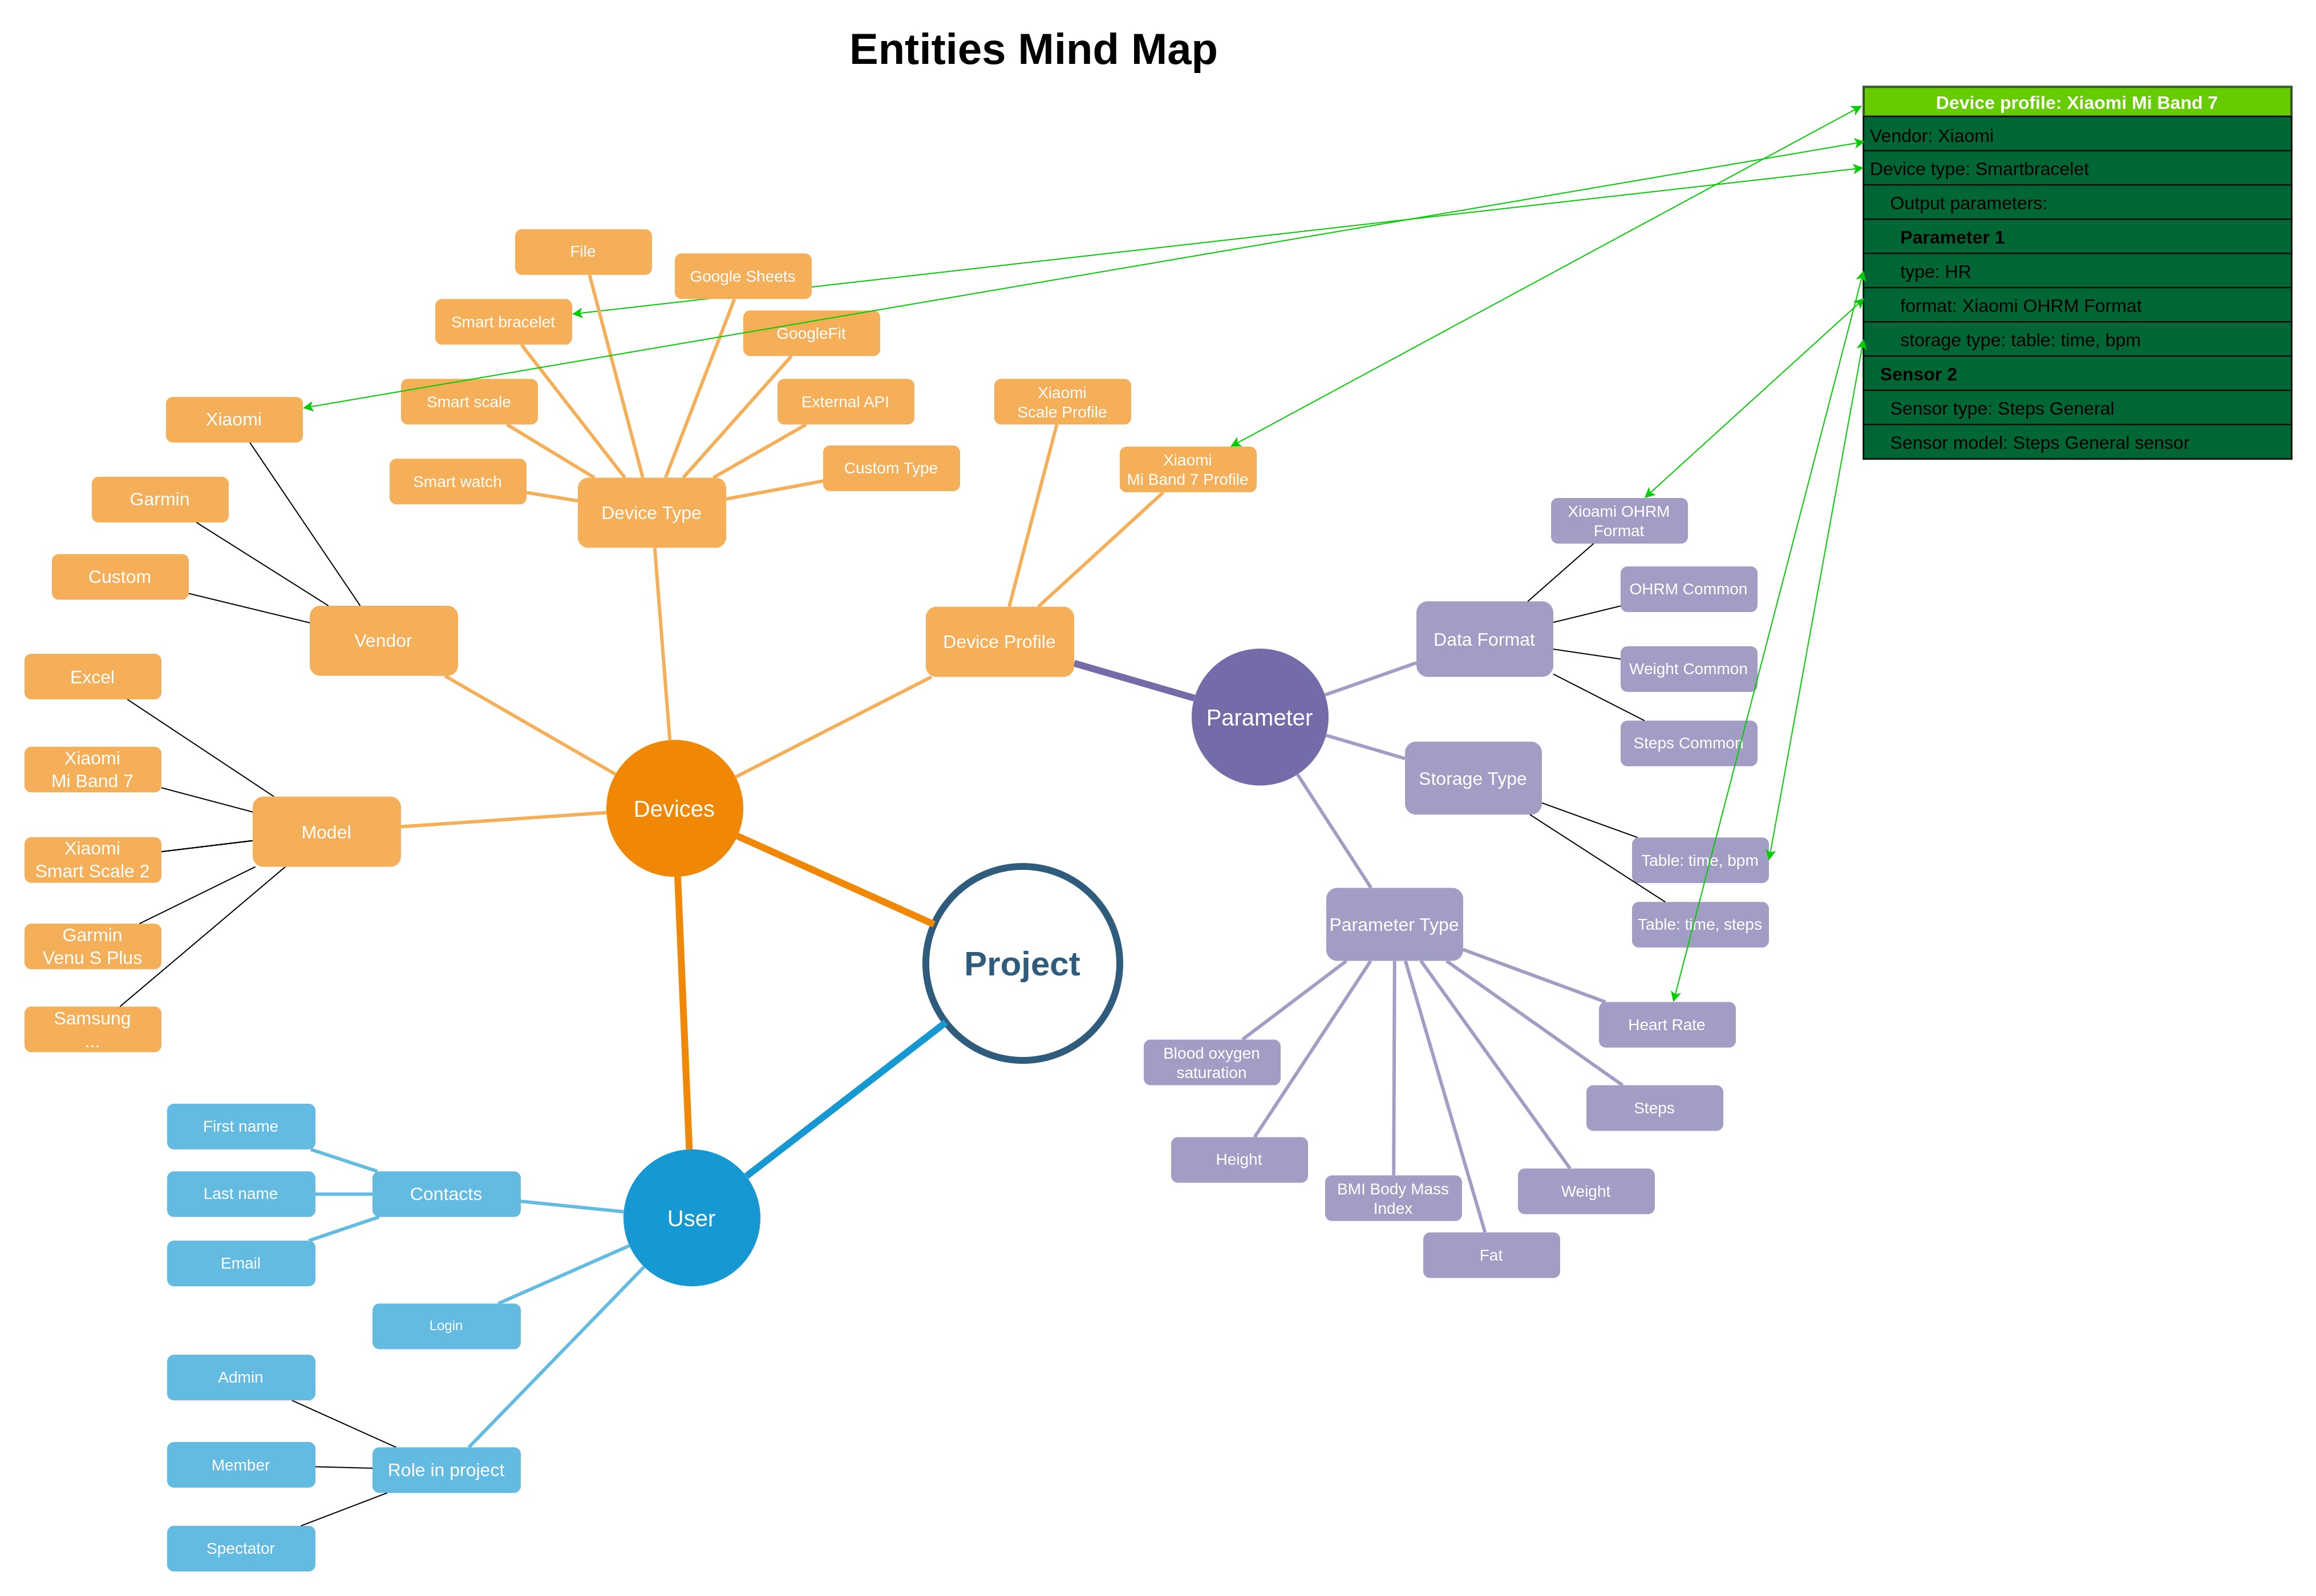 Entities Mind Map
Device profile: Xiaomi Mi Band 7
Vendor: Xiaomi
Device type: Smartbracelet
Output parameters:
Parameter 1
type: HR
format: Xiaomi OHRM Format
storage type: table: time, bpm
Sensor 2
Sensor type: Steps General
Sensor model: Steps General sensor
File
Google Sheets
Smart bracelet
GoogleFit
Smart scale
External API
Smart watch
Custom Type
Device Type
Xiaomi
Garmin
Custom
Vendor
Xiaomi
Scale Profile
Xiaomi
Mi Band 7 Profile
Device Profile
Excel
Xiaomi
Mi Band 7
Xiaomi
Smart Scale 2
Garmin
Venu S Plus
Samsung
...
Model
Devices
Project
Parameter
Xioami OHRM
Format
OHRM Common
Weight Common
Steps Common
Data Format
Storage Type
Table: time, bpm
Table: time, steps
Parameter Type
Heart Rate
Steps
Weight
Fat
BMI Body Mass
Index
Height
Blood oxygen
saturation
User
Contacts
First name
Last name
Email
Login
Role in project
Admin
Member
Spectator